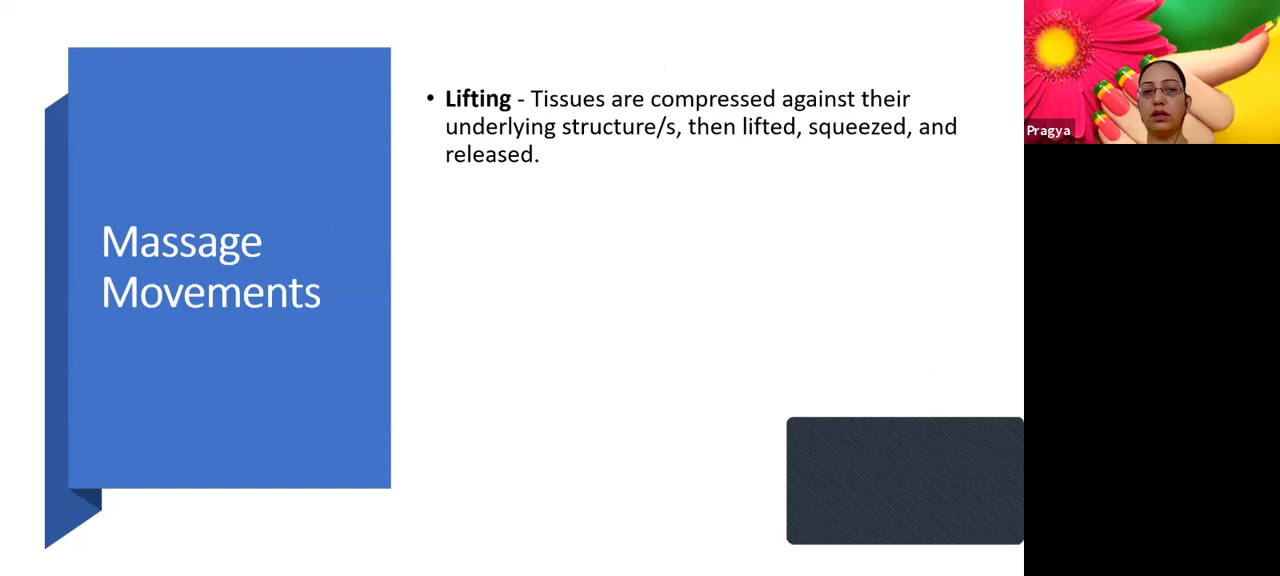 Massage
Movements
• Lifting - Tissues are compressed against their
underlying structure/s, then lifted, squeezed, and
released.
Pragya